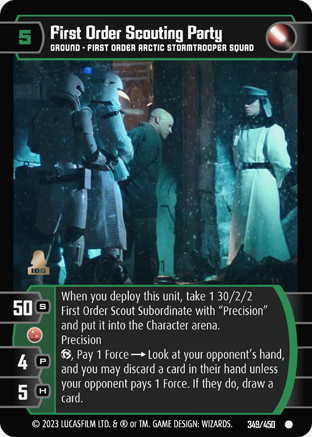 5
First Order Scouting Party
GROUND - FIRST ORDER ARCTIC STORMTROOPER SQUAD
50 S
4 P
5 H
When you deploy this unit, take 1 30/2/2
First Order Scout Subordinate with “Precision”
and put it into the Character arena.
Precision
, Pay 1 Force → Look at your opponent's hand,
and you may discard a card in their hand unless
your opponent pays 1 Force. If they do, draw a
card.
© 2023 LUCASFILM LTD. & ® or TM. GAME DESIGN: WIZARDS. 349/450